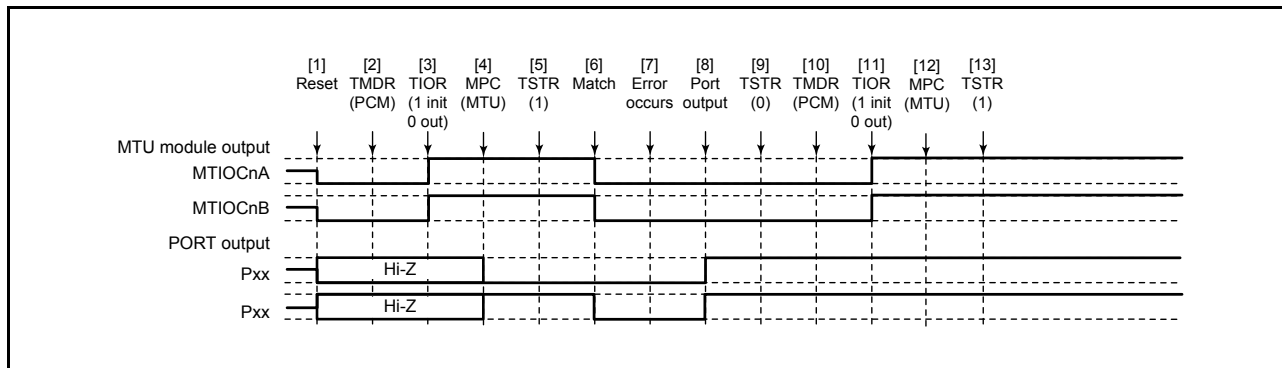 [1] [2] [3] [4] [5] [6] [7] [8] [9] [10] [11] [12] [13]
Reset TMDR TIOR MPC TSTR Match Error Port TSTR TMDR TIOR MPC TSTR
(PCM) (1 init (MTU) (1) occurs output (0) (PCM) (1 init (MTU) (1)
0 out) 0 out)
MTU module output
MTIOCnA
MTIOCnB
PORT output
Pxx Hi-Z
Pxx Hi-Z